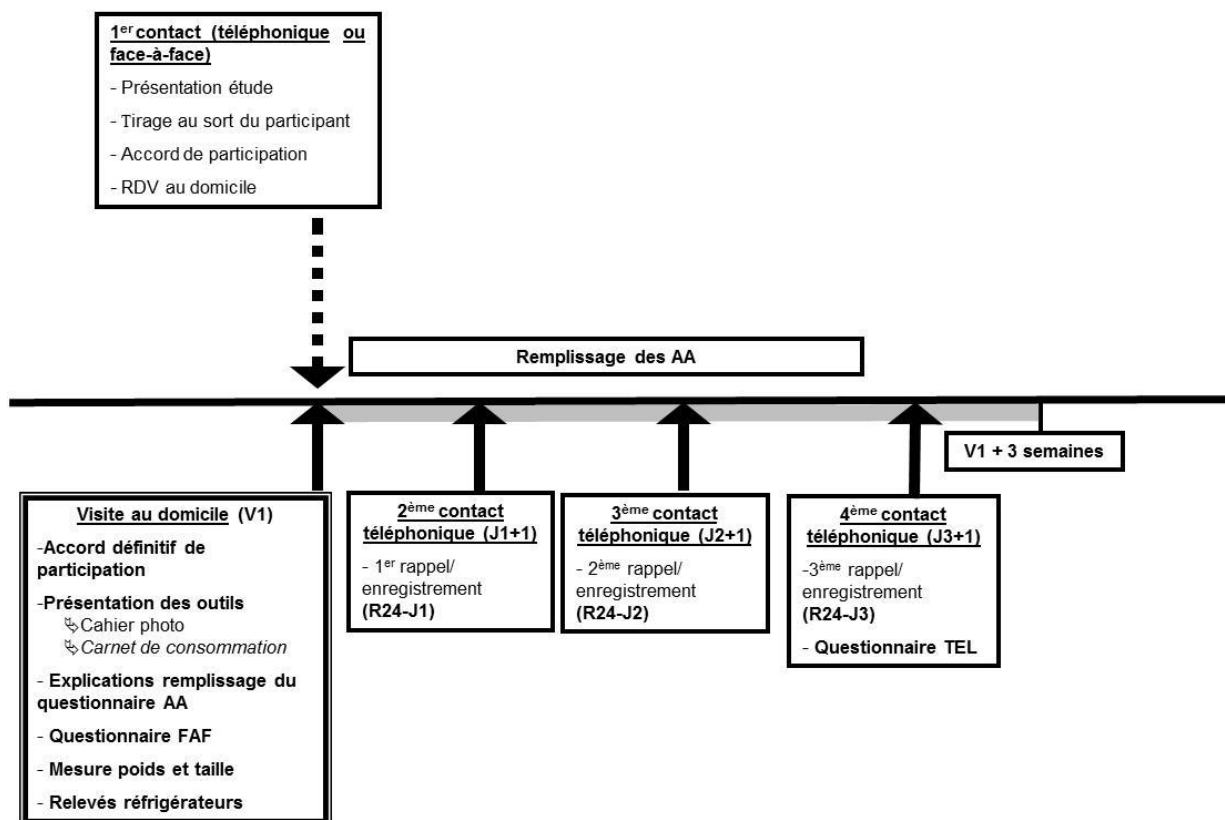 1er contact (téléphonique ou
face-à-face)
- Présentation étude
- Tirage au sort du participant
- Accord de participation
- RDV au domicile
Remplissage des AA
V1 + 3 semaines
Visite au domicile (V1)
-Accord définitif de
participation
-Présentation des outils
Cahier photo
Carnet de consommation
- Explications remplissage du
questionnaire AA
- Questionnaire FAF
- Mesure poids et taille
- Relevés réfrigérateurs
2ème contact
téléphonique (J1+1)
- 1er rappel/
enregistrement
(R24-J1)
3ème contact
téléphonique (J2+1)
- 2ème rappel/
enregistrement
(R24-J2)
4ème contact
téléphonique (J3+1)
-3ème rappel/
enregistrement
(R24-J3)
- Questionnaire TEL